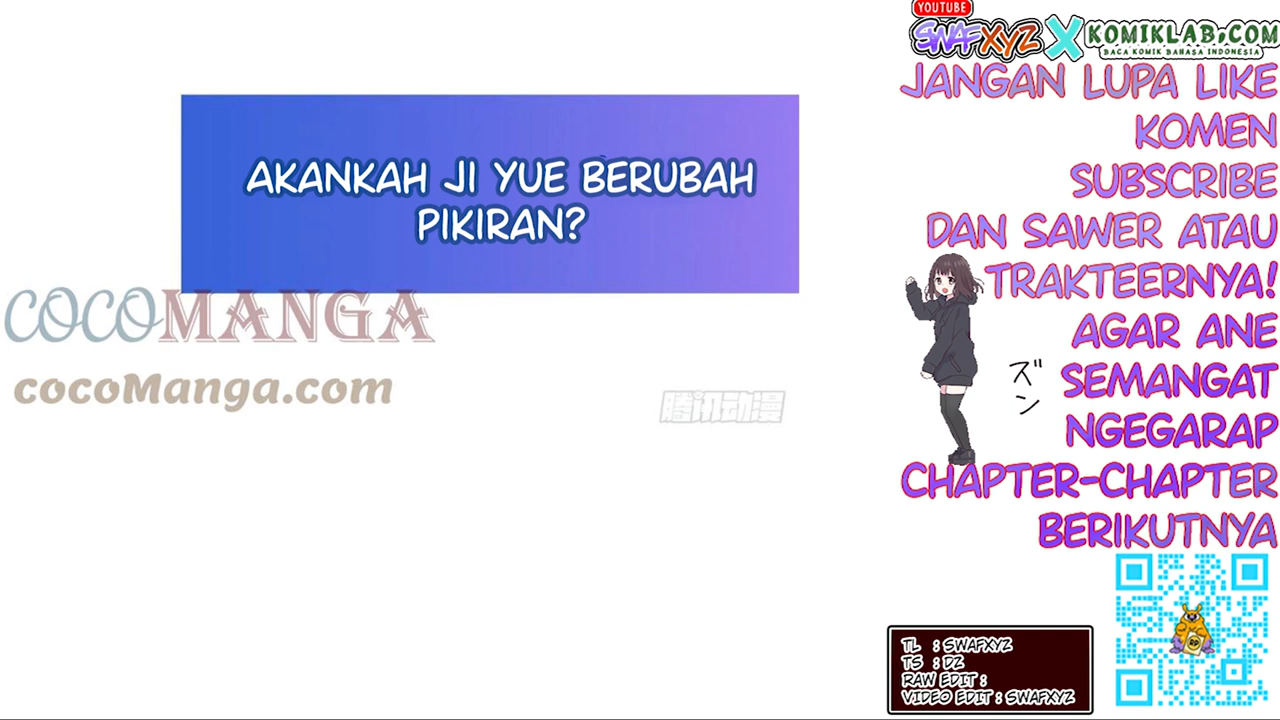 YOUTUBE
SWAFXYZ X KOMIKLAB.COM
BACA KOMIK BAHASA INDONESIA
JANGAN LUPA LIKE
KOMEN
SUBSCRIBE
DAN SAWER ATAU
TRAKTEERNYA!
AGAR ANE
SEMANGAT
NGEGARAP
CHAPTER-CHAPTER
BERIKUTNYA
AKANKAH JI YUE BERUBAH
PIKIRAN?
COCOMANGA
cocoManga.com
腾讯动漫
ズ
ン
TL : SWAFXYZ
TS : DZ
RAW EDIT :
VIDEO EDIT : SWAFXYZ